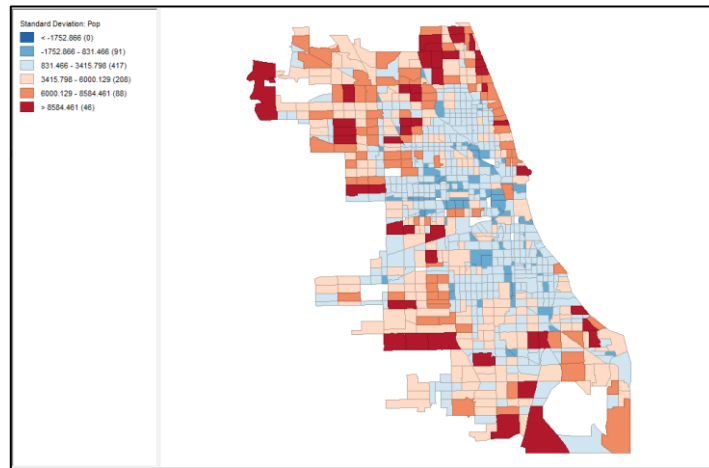 Standard Deviation: Pop
< -1752.866 (0)
-1752.866 - 831.466 (91)
831.466 - 3415.798 (417)
3415.798 - 6000.129 (208)
6000.129 - 8584.461 (88)
> 8584.461 (46)